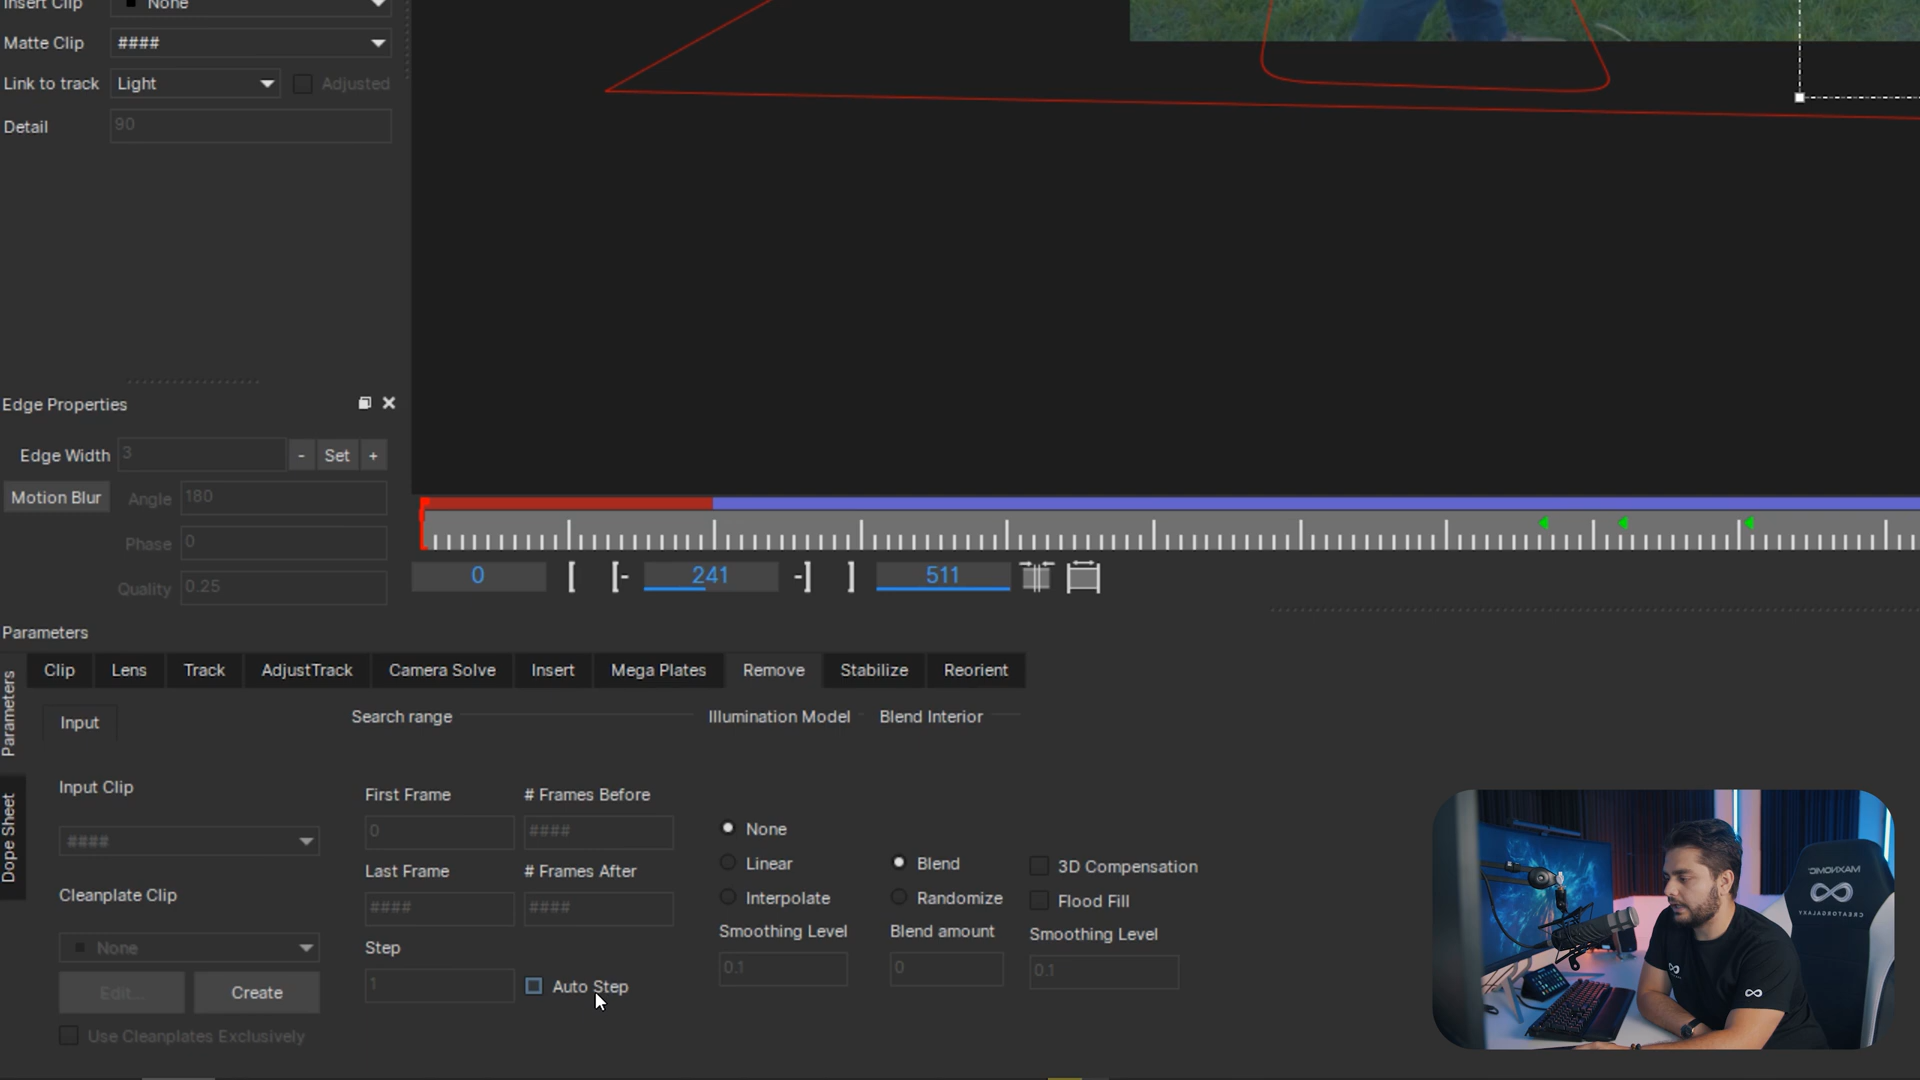 Insert Clip None
Matte Clip ####
Link to track Light Adjusted
Detail 90
Edge Properties
Edge Width 3 - Set +
Motion Blur Angle 180
Phase 0
Quality 0.25
0 [ [- 241 -] ] 511
Parameters
Parameters
Dope Sheet
Clip Lens Track AdjustTrack Camera Solve Insert Mega Plates Remove Stabilize Reorient
Input
Input Clip
####
Cleanplate Clip
None
Edit... Create
Use Cleanplates Exclusively
Search range
First Frame # Frames Before
0 ####
Last Frame # Frames After
#### ####
Step
1 Auto Step
Illumination Model
None
Linear
Interpolate
Smoothing Level
0.1
Blend Interior
Blend
Randomize
Blend amount
0
3D Compensation
Flood Fill
Smoothing Level
0.1
MAXNOMIC
CREATORGALAXY